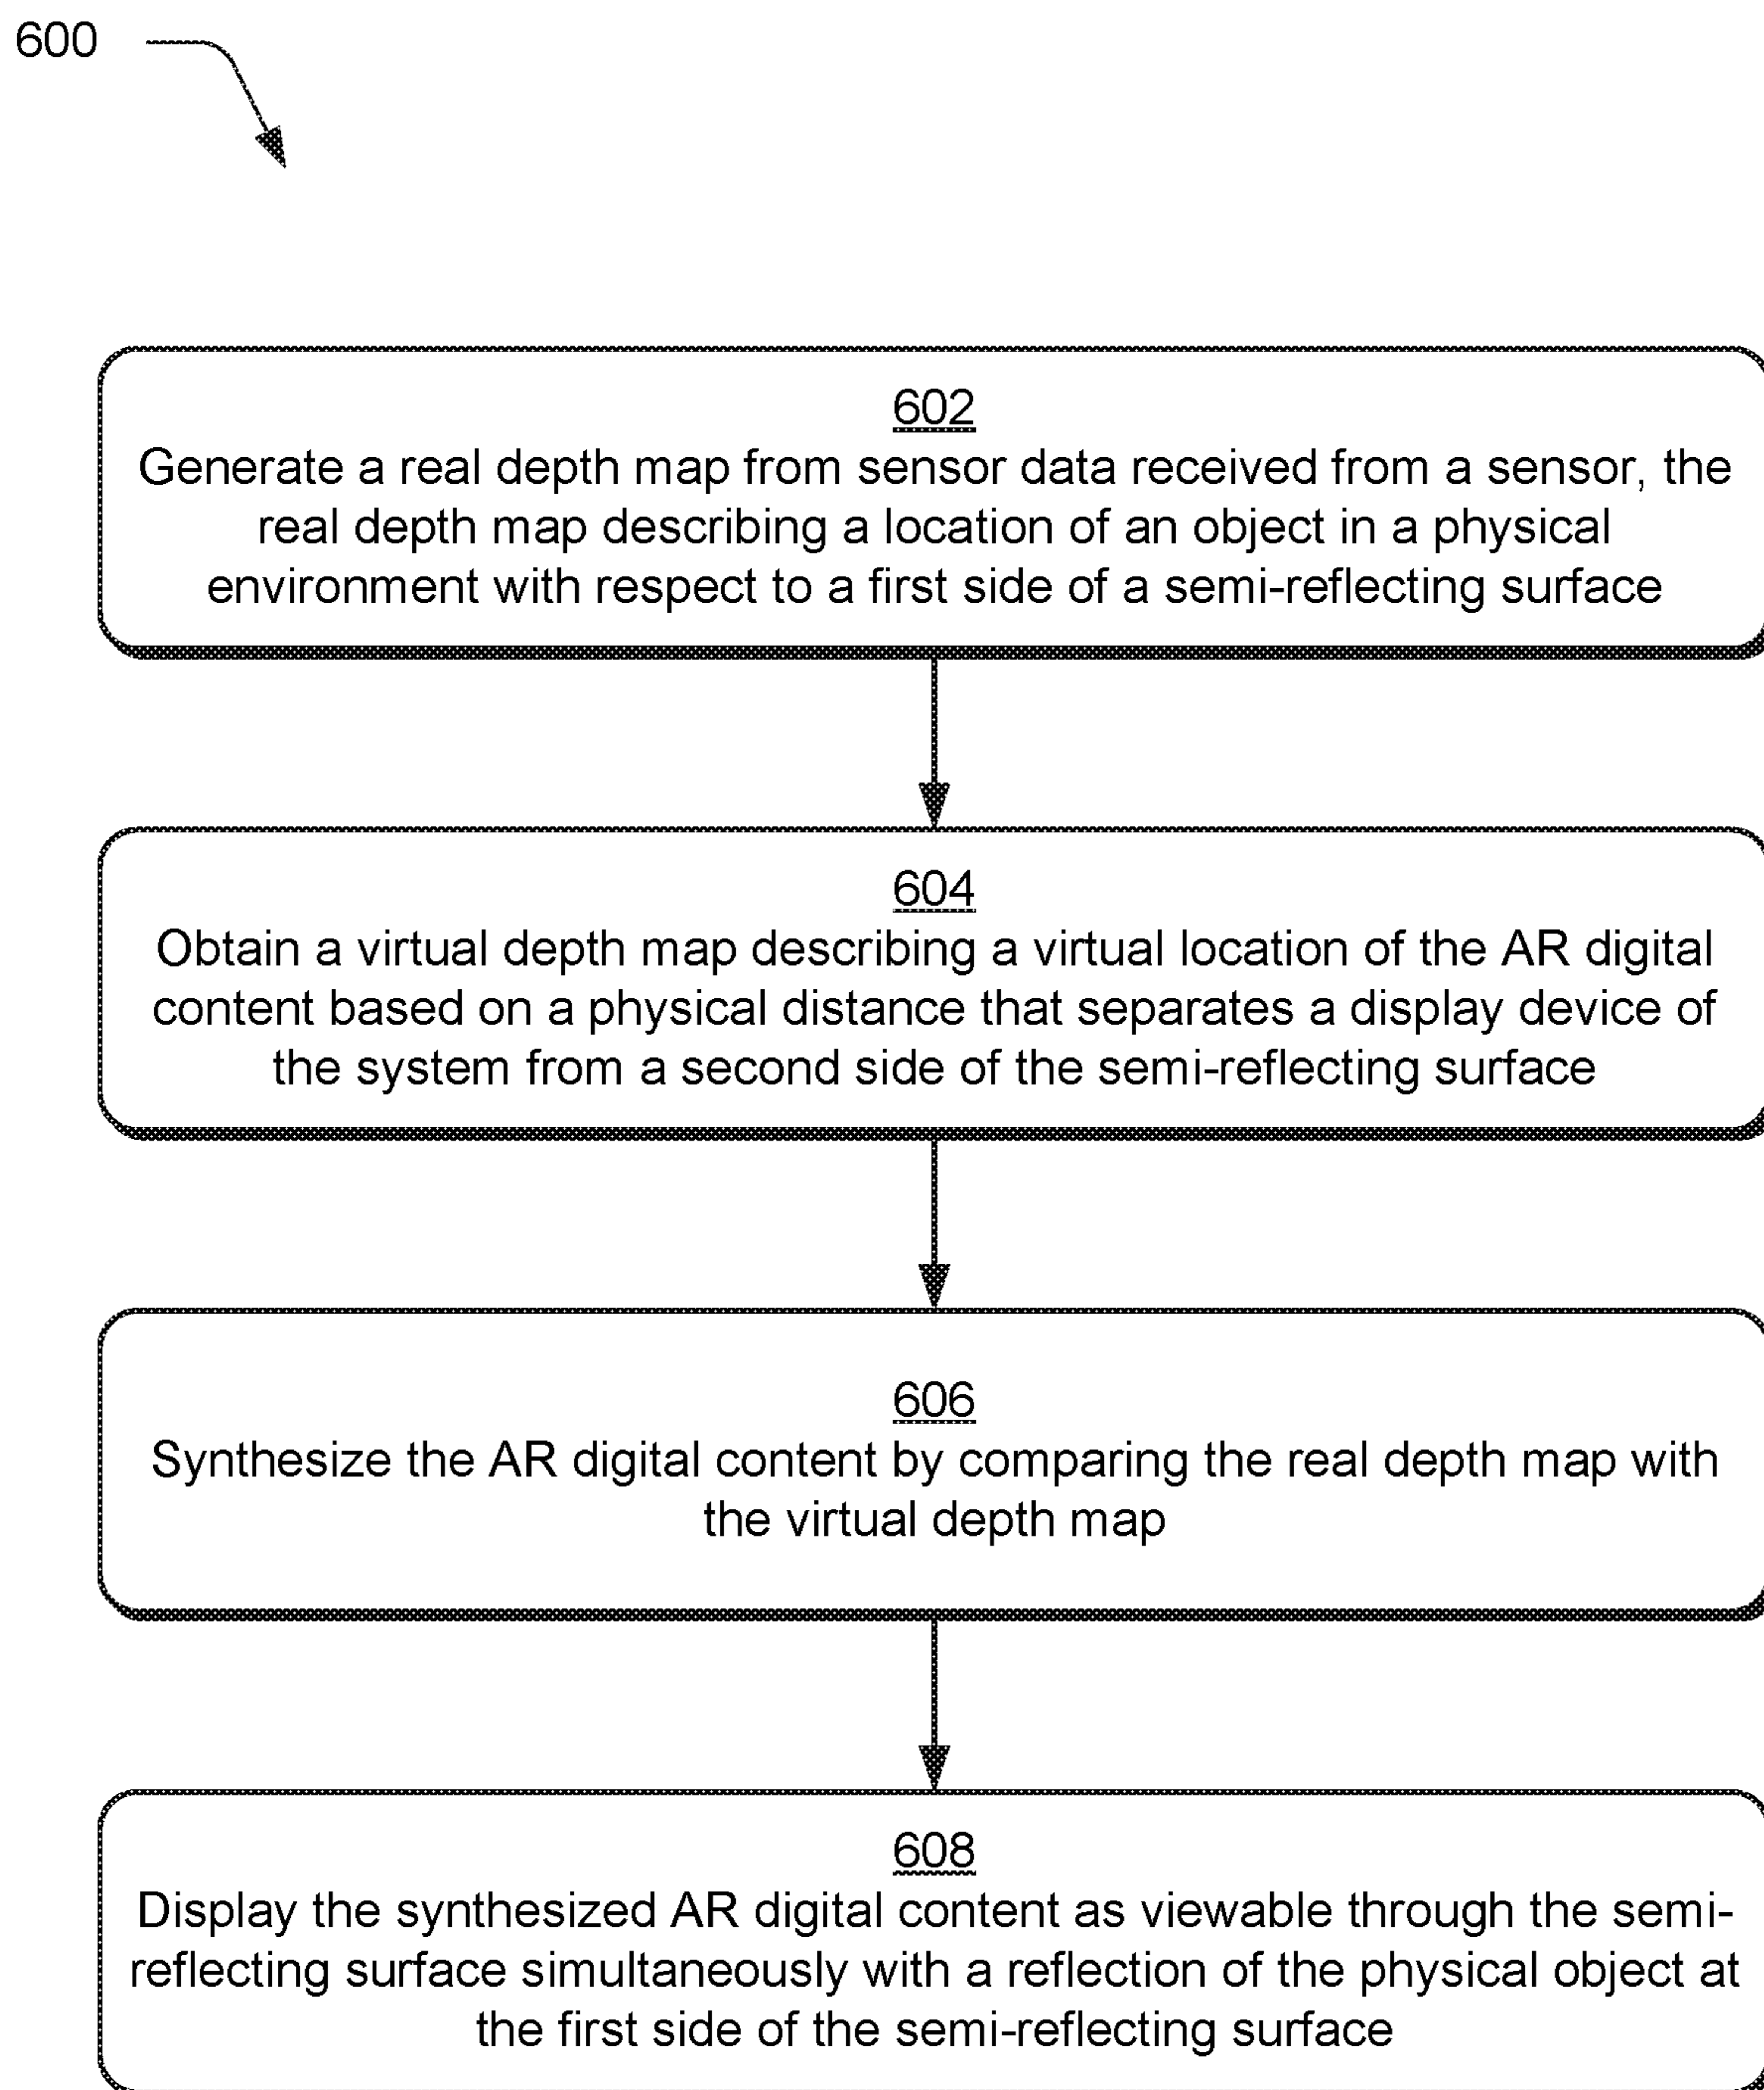 600
602
Generate a real depth map from sensor data received from a sensor, the
real depth map describing a location of an object in a physical
environment with respect to a first side of a semi-reflecting surface
604
Obtain a virtual depth map describing a virtual location of the AR digital
content based on a physical distance that separates a display device of
the system from a second side of the semi-reflecting surface
606
Synthesize the AR digital content by comparing the real depth map with
the virtual depth map
608
Display the synthesized AR digital content as viewable through the semi-
reflecting surface simultaneously with a reflection of the physical object at
the first side of the semi-reflecting surface